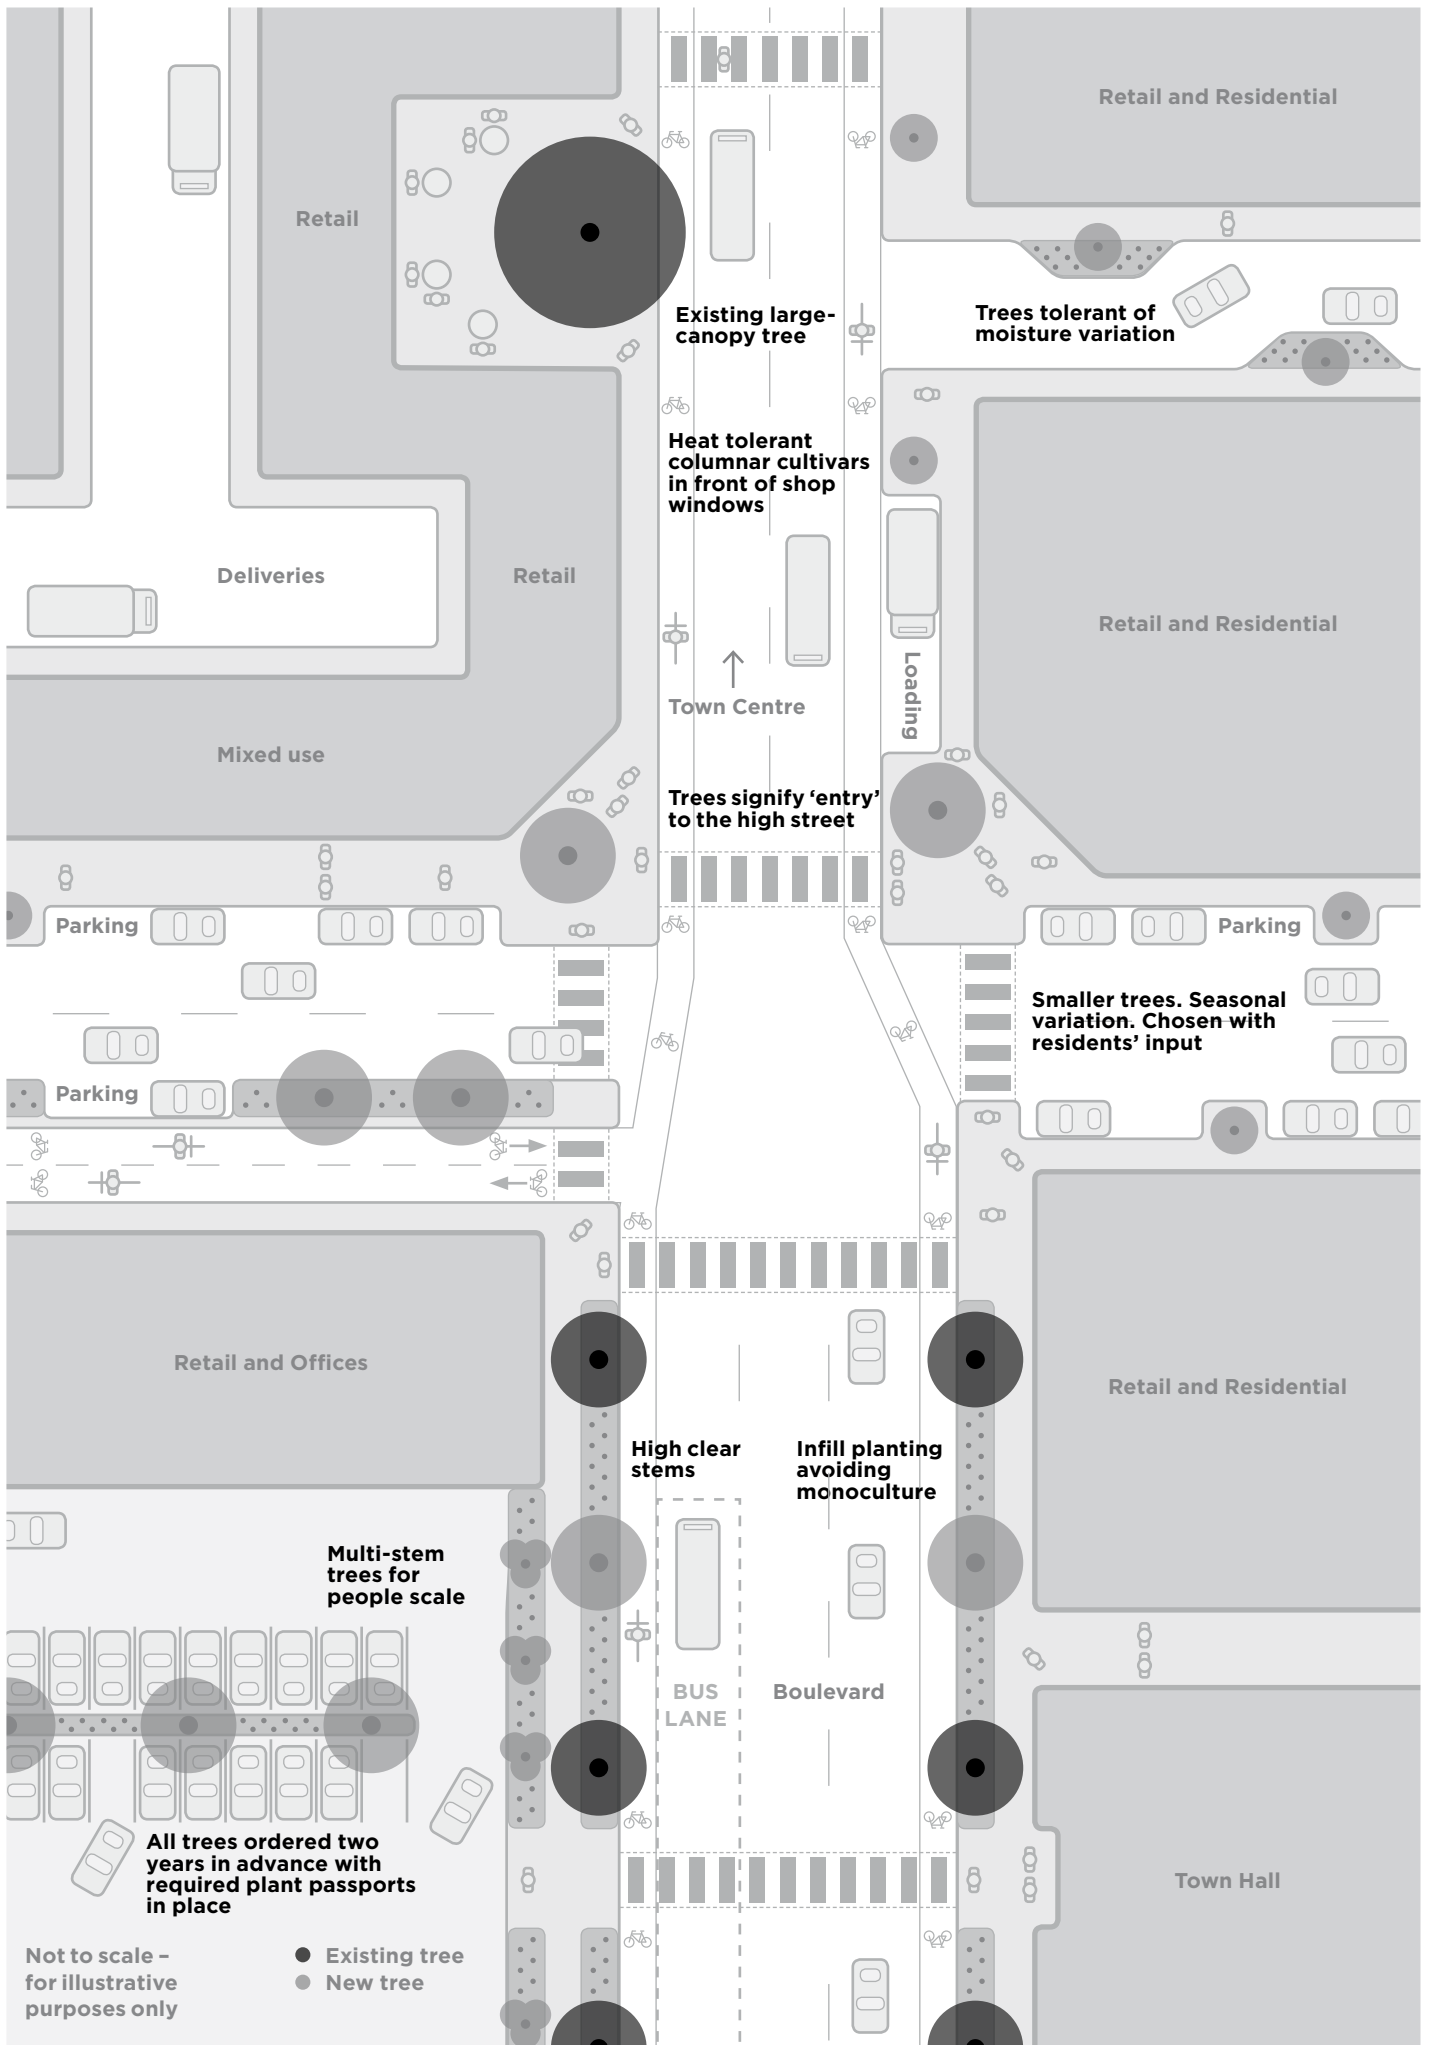 Retail and Residential
Retail
Existing large-
canopy tree
Trees tolerant of
moisture variation
Heat tolerant
columnar cultivars
in front of shop
windows
Deliveries
Retail
Retail and Residential
Loading
Town Centre
Mixed use
Trees signify ‘entry’
to the high street
Parking
Parking
Smaller trees. Seasonal
variation. Chosen with
residents’ input
Parking
Retail and Offices
Retail and Residential
High clear
stems
Infill planting
avoiding
monoculture
Multi-stem
trees for
people scale
BUS
LANE
Boulevard
All trees ordered two
years in advance with
required plant passports
in place
Town Hall
Not to scale –
for illustrative
purposes only
Existing tree
New tree